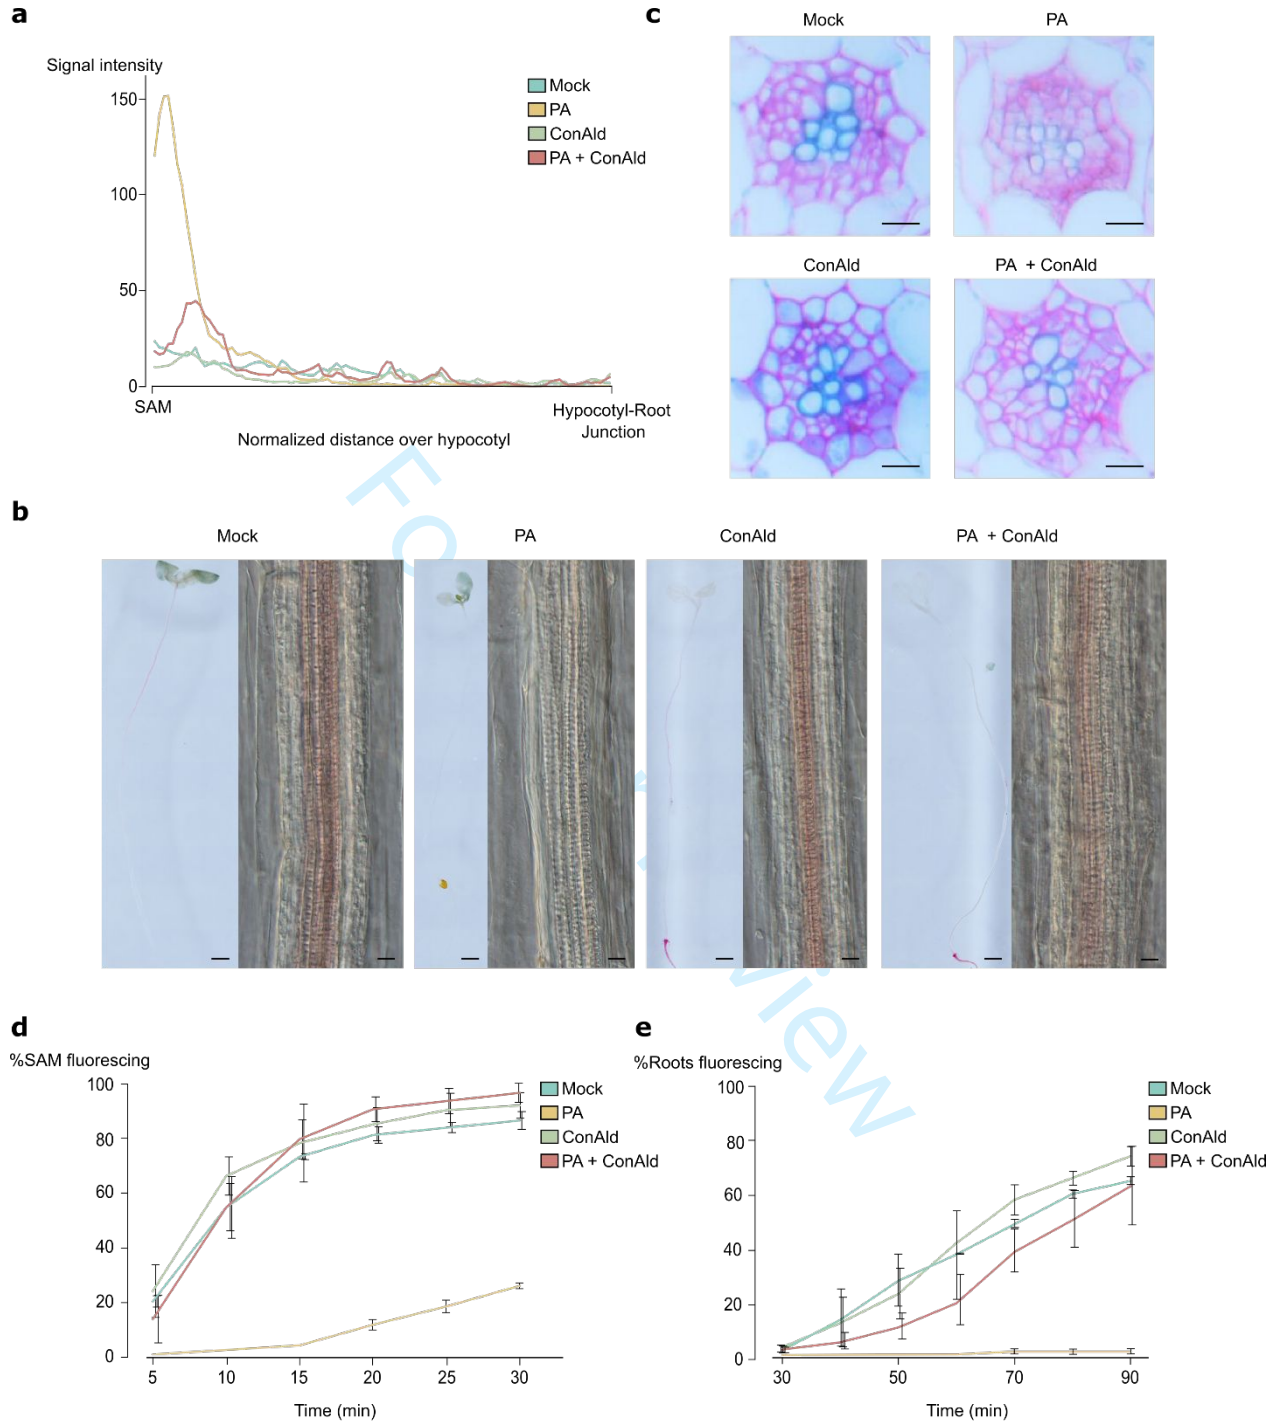 a
Signal intensity
150
100
50
0
SAM
Hypocotyl-Root
Junction
Normalized distance over hypocotyl
Mock
PA
ConAld
PA + ConAld
c
Mock
PA
ConAld
PA + ConAld
b
Mock
PA
ConAld
PA + ConAld
d
%SAM fluorescing
100
80
60
40
20
0
5
10
15
20
25
30
Time (min)
Mock
PA
ConAld
PA + ConAld
e
%Roots fluorescing
100
80
60
40
20
0
30
50
70
90
Time (min)
Mock
PA
ConAld
PA + ConAld